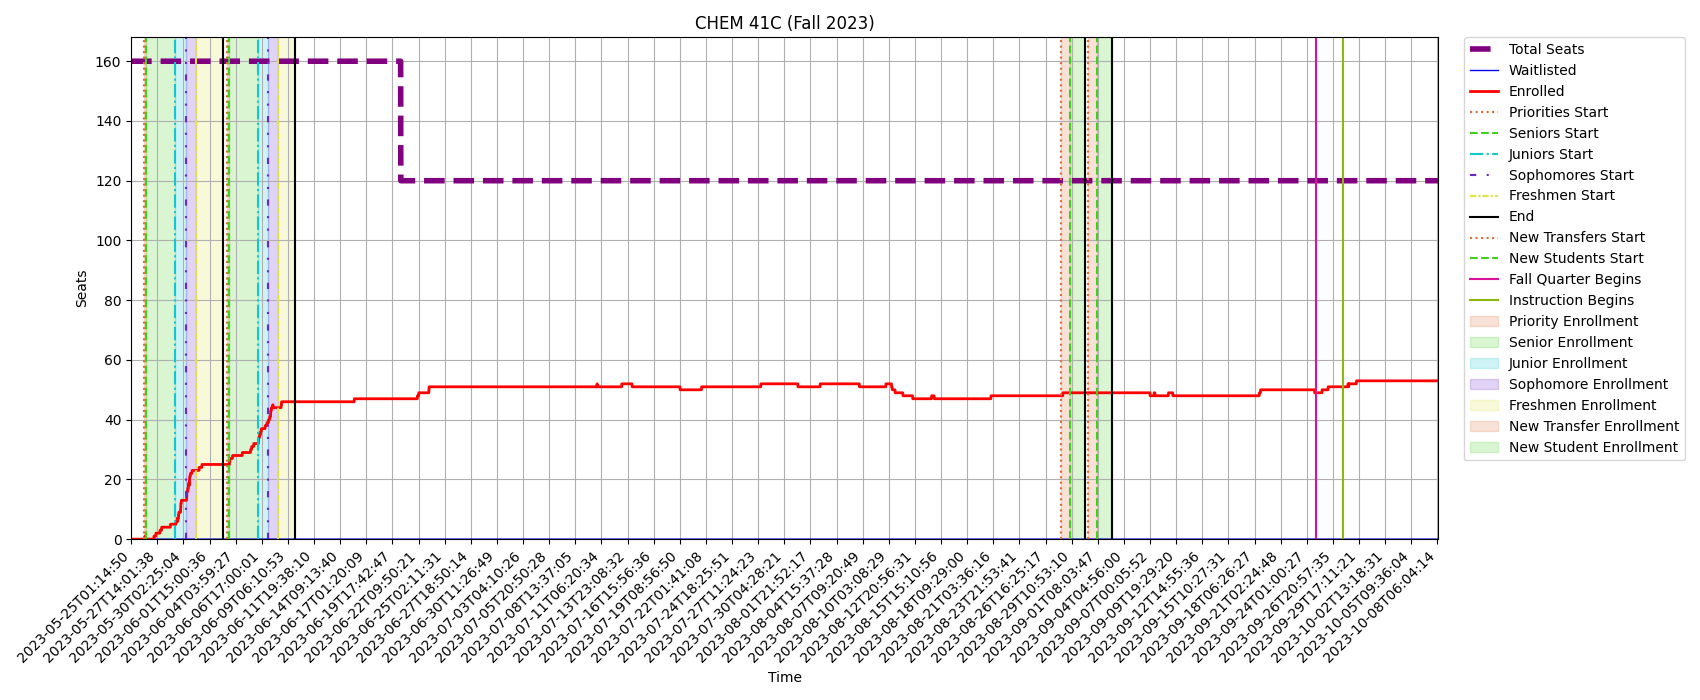 CHEM 41C (Fall 2023)
Seats
160
140
120
100
80
60
40
20
0
2023-05-25T01:14:50
2023-05-27T14:01:38
2023-05-30T02:25:04
2023-06-01T15:00:36
2023-06-04T03:59:27
2023-06-06T17:00:01
2023-06-09T06:10:53
2023-06-11T19:38:10
2023-06-14T09:13:40
2023-06-17T01:20:09
2023-06-19T17:42:47
2023-06-22T09:50:21
2023-06-25T02:11:31
2023-06-27T18:50:14
2023-06-30T11:26:49
2023-07-03T04:10:26
2023-07-05T20:50:28
2023-07-08T13:37:05
2023-07-11T06:20:34
2023-07-13T23:08:32
2023-07-16T15:56:36
2023-07-19T08:56:50
2023-07-22T01:41:08
2023-07-24T18:25:51
2023-07-27T11:24:23
2023-07-30T04:28:21
2023-08-01T21:52:17
2023-08-04T15:37:28
2023-08-07T09:20:49
2023-08-10T03:08:29
2023-08-12T20:56:31
2023-08-15T15:10:56
2023-08-18T09:29:00
2023-08-21T03:36:16
2023-08-23T21:53:41
2023-08-26T16:25:17
2023-08-29T10:53:10
2023-09-01T08:03:47
2023-09-04T04:56:00
2023-09-07T00:05:52
2023-09-09T19:29:20
2023-09-12T14:55:36
2023-09-15T10:27:31
2023-09-18T06:26:27
2023-09-21T02:24:48
2023-09-24T01:00:27
2023-09-26T20:57:35
2023-09-29T17:11:21
2023-10-02T13:18:31
2023-10-05T09:36:04
2023-10-08T06:04:14
Time
Total Seats
Waitlisted
Enrolled
Priorities Start
Seniors Start
Juniors Start
Sophomores Start
Freshmen Start
End
New Transfers Start
New Students Start
Fall Quarter Begins
Instruction Begins
Priority Enrollment
Senior Enrollment
Junior Enrollment
Sophomore Enrollment
Freshmen Enrollment
New Transfer Enrollment
New Student Enrollment